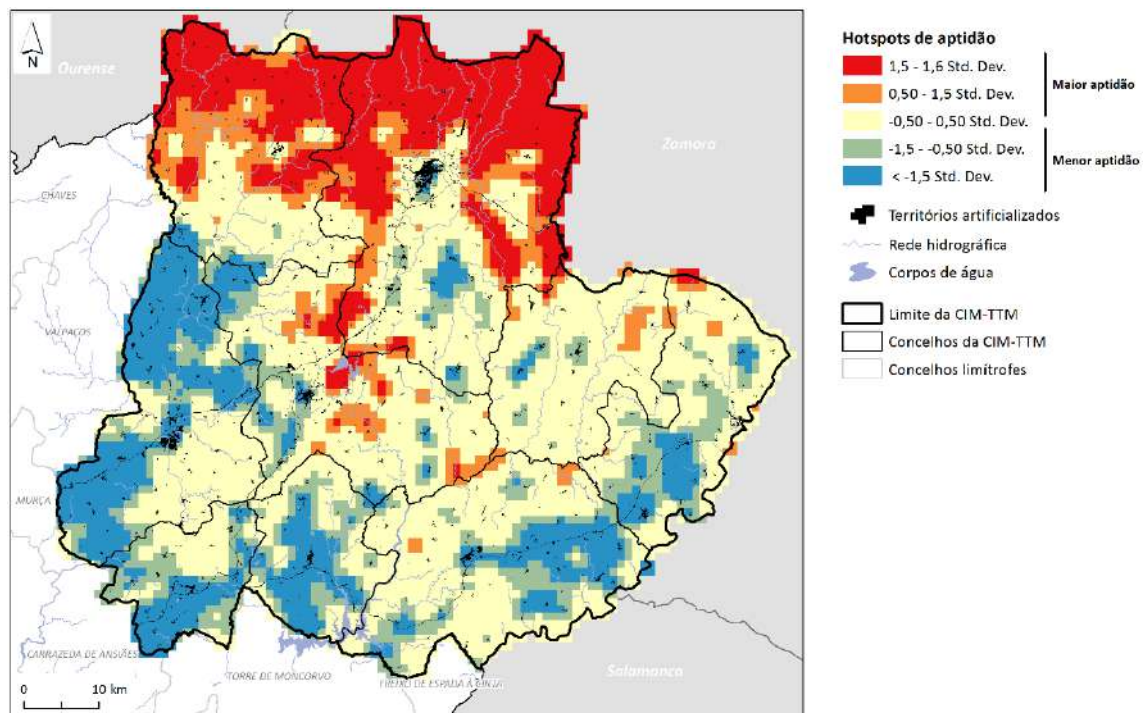 N
Ourense
Zamora
CHAVES
VALPAÇOS
MURÇA
CARRAZEDA DE ANSIÃES
TORRE DE MONCORVO
FREIXO DE ESPADA À CINTA
Salamanca
0 10 km
Hotspots de aptidão
1,5 - 1,6 Std. Dev.
0,50 - 1,5 Std. Dev.
Maior aptidão
-0,50 - 0,50 Std. Dev.
-1,5 - -0,50 Std. Dev.
Menor aptidão
< -1,5 Std. Dev.
Territórios artificializados
Rede hidrográfica
Corpos de água
Limite da CIM-TTM
Concelhos da CIM-TTM
Concelhos limítrofes